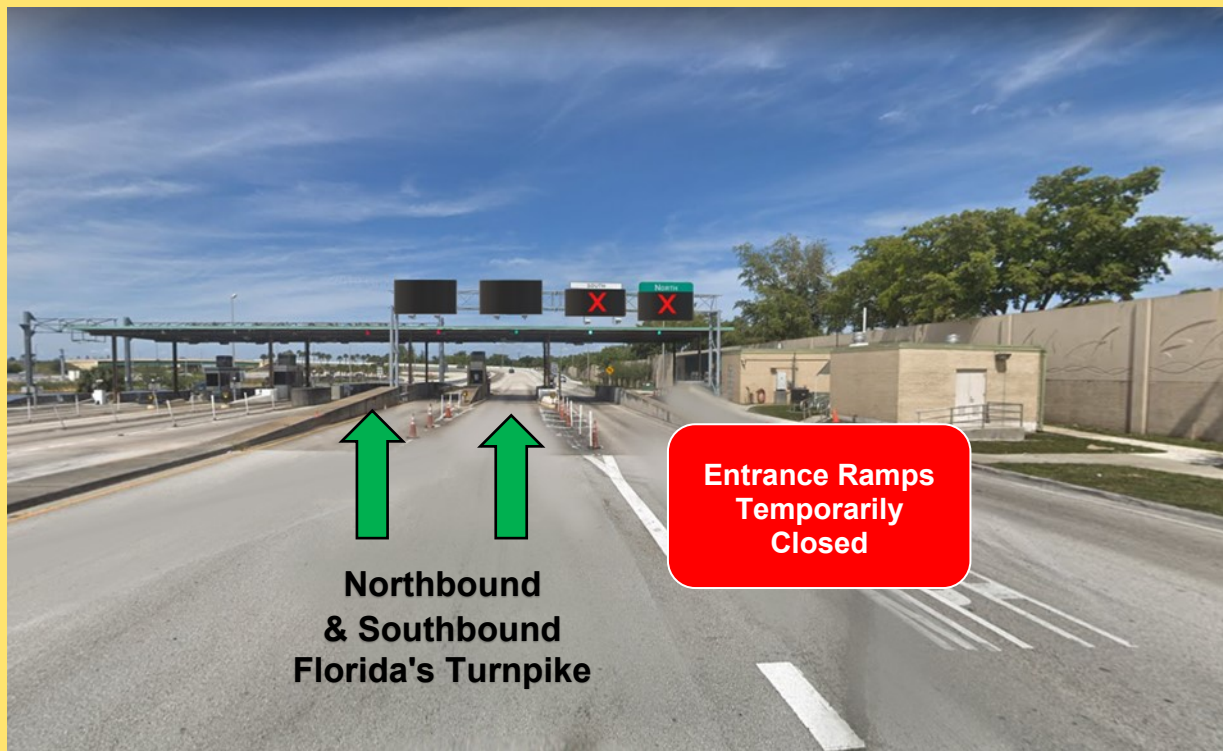 SOUTH
NORTH
X
X
Entrance Ramps
Temporarily
Closed
Northbound
& Southbound
Florida's Turnpike